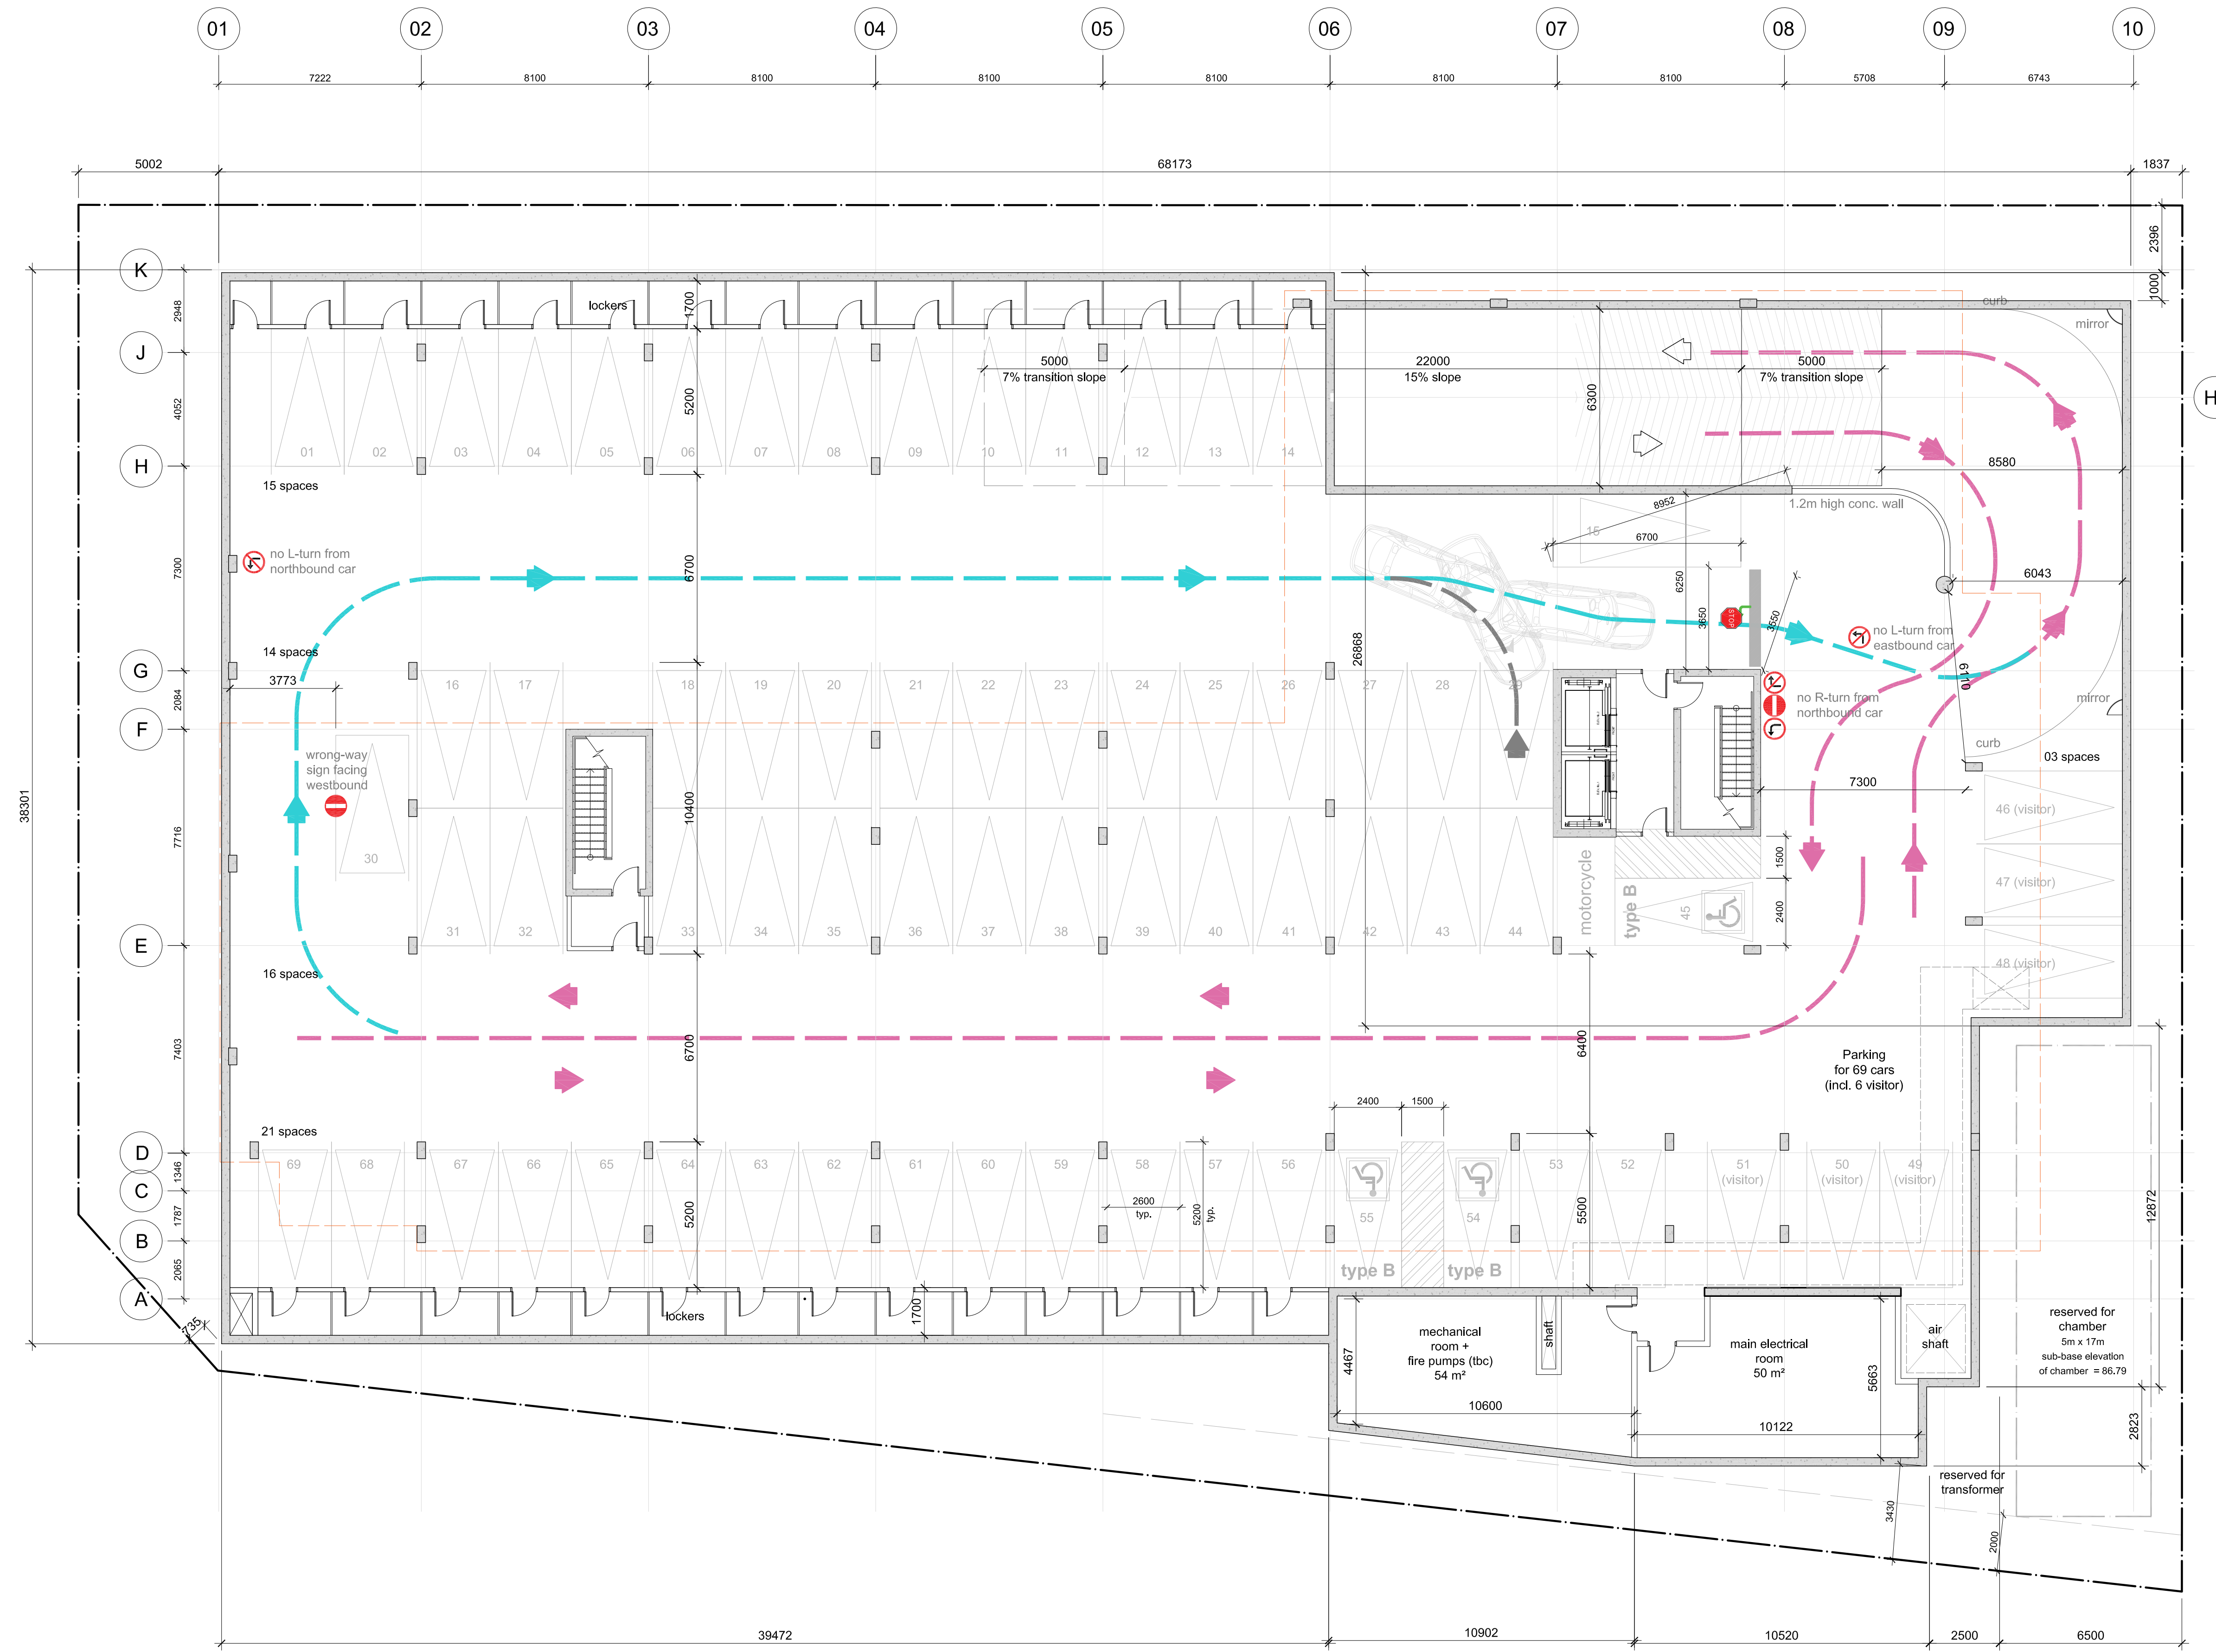 01 02 03 04 05 06 07 08 09 10
7222 8100 8100 8100 8100 8100 8100 5708 6743
5002 68173 1837
2396
1000
K
2948
J
4052
H
7300
G
2084
F
7716
E
7403
D
1346
C
1787
B
2065
A
38301
H
lockers
1700
5200
01 02 03 04 05 06 07 08 09 10 11 12 13 14
15 spaces
5000
7% transition slope
22000
15% slope
5000
7% transition slope
6300
curb
mirror
8580
1.2m high conc. wall
8952
15
6700
6250
3650
3550
6043
6110
no L-turn from
northbound car
6700
STOP
no L-turn from
eastbound car
no R-turn from
northbound car
mirror
curb
03 spaces
7300
14 spaces
3773
26868
16 17 18 19 20 21 22 23 24 25 26 27 28 29
wrong-way
sign facing
westbound
30
10400
46 (visitor)
47 (visitor)
48 (visitor)
1500
2400
motorcycle
type B
45
31 32 33 34 35 36 37 38 39 40 41 42 43 44
16 spaces
6700
6400
Parking
for 69 cars
(incl. 6 visitor)
2400 1500
21 spaces
69 68 67 66 65 64 63 62 61 60 59 58 57 56
55 54 53 52
51
(visitor)
50
(visitor)
49
(visitor)
5200
2600
typ.
5200
typ.
5500
type B type B
12872
lockers
1700
735
4467
mechanical
room +
fire pumps (tbc)
54 m²
shaft
main electrical
room
50 m²
5663
air
shaft
reserved for
chamber
5m x 17m
sub-base elevation
of chamber = 86.79
10600
10122
2823
reserved for
transformer
3430
2000
39472 10902 10520 2500 6500